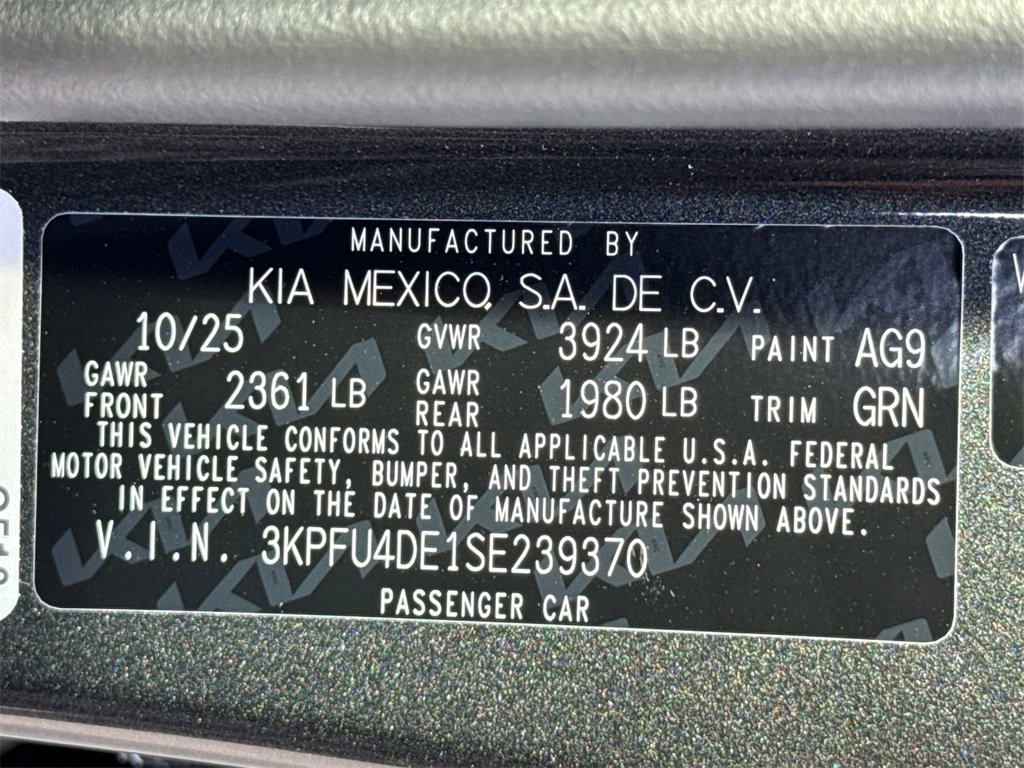 MANUFACTURED BY
KIA MEXICO, S.A. DE C.V.
10/25 GVWR 3924 LB PAINT AG9
GAWR FRONT 2361 LB GAWR REAR 1980 LB TRIM GRN
THIS VEHICLE CONFORMS TO ALL APPLICABLE U.S.A. FEDERAL
MOTOR VEHICLE SAFETY, BUMPER, AND THEFT PREVENTION STANDARDS
IN EFFECT ON THE DATE OF MANUFACTURE SHOWN ABOVE.
V.I.N. 3KPFU4DE1SE239370
PASSENGER CAR